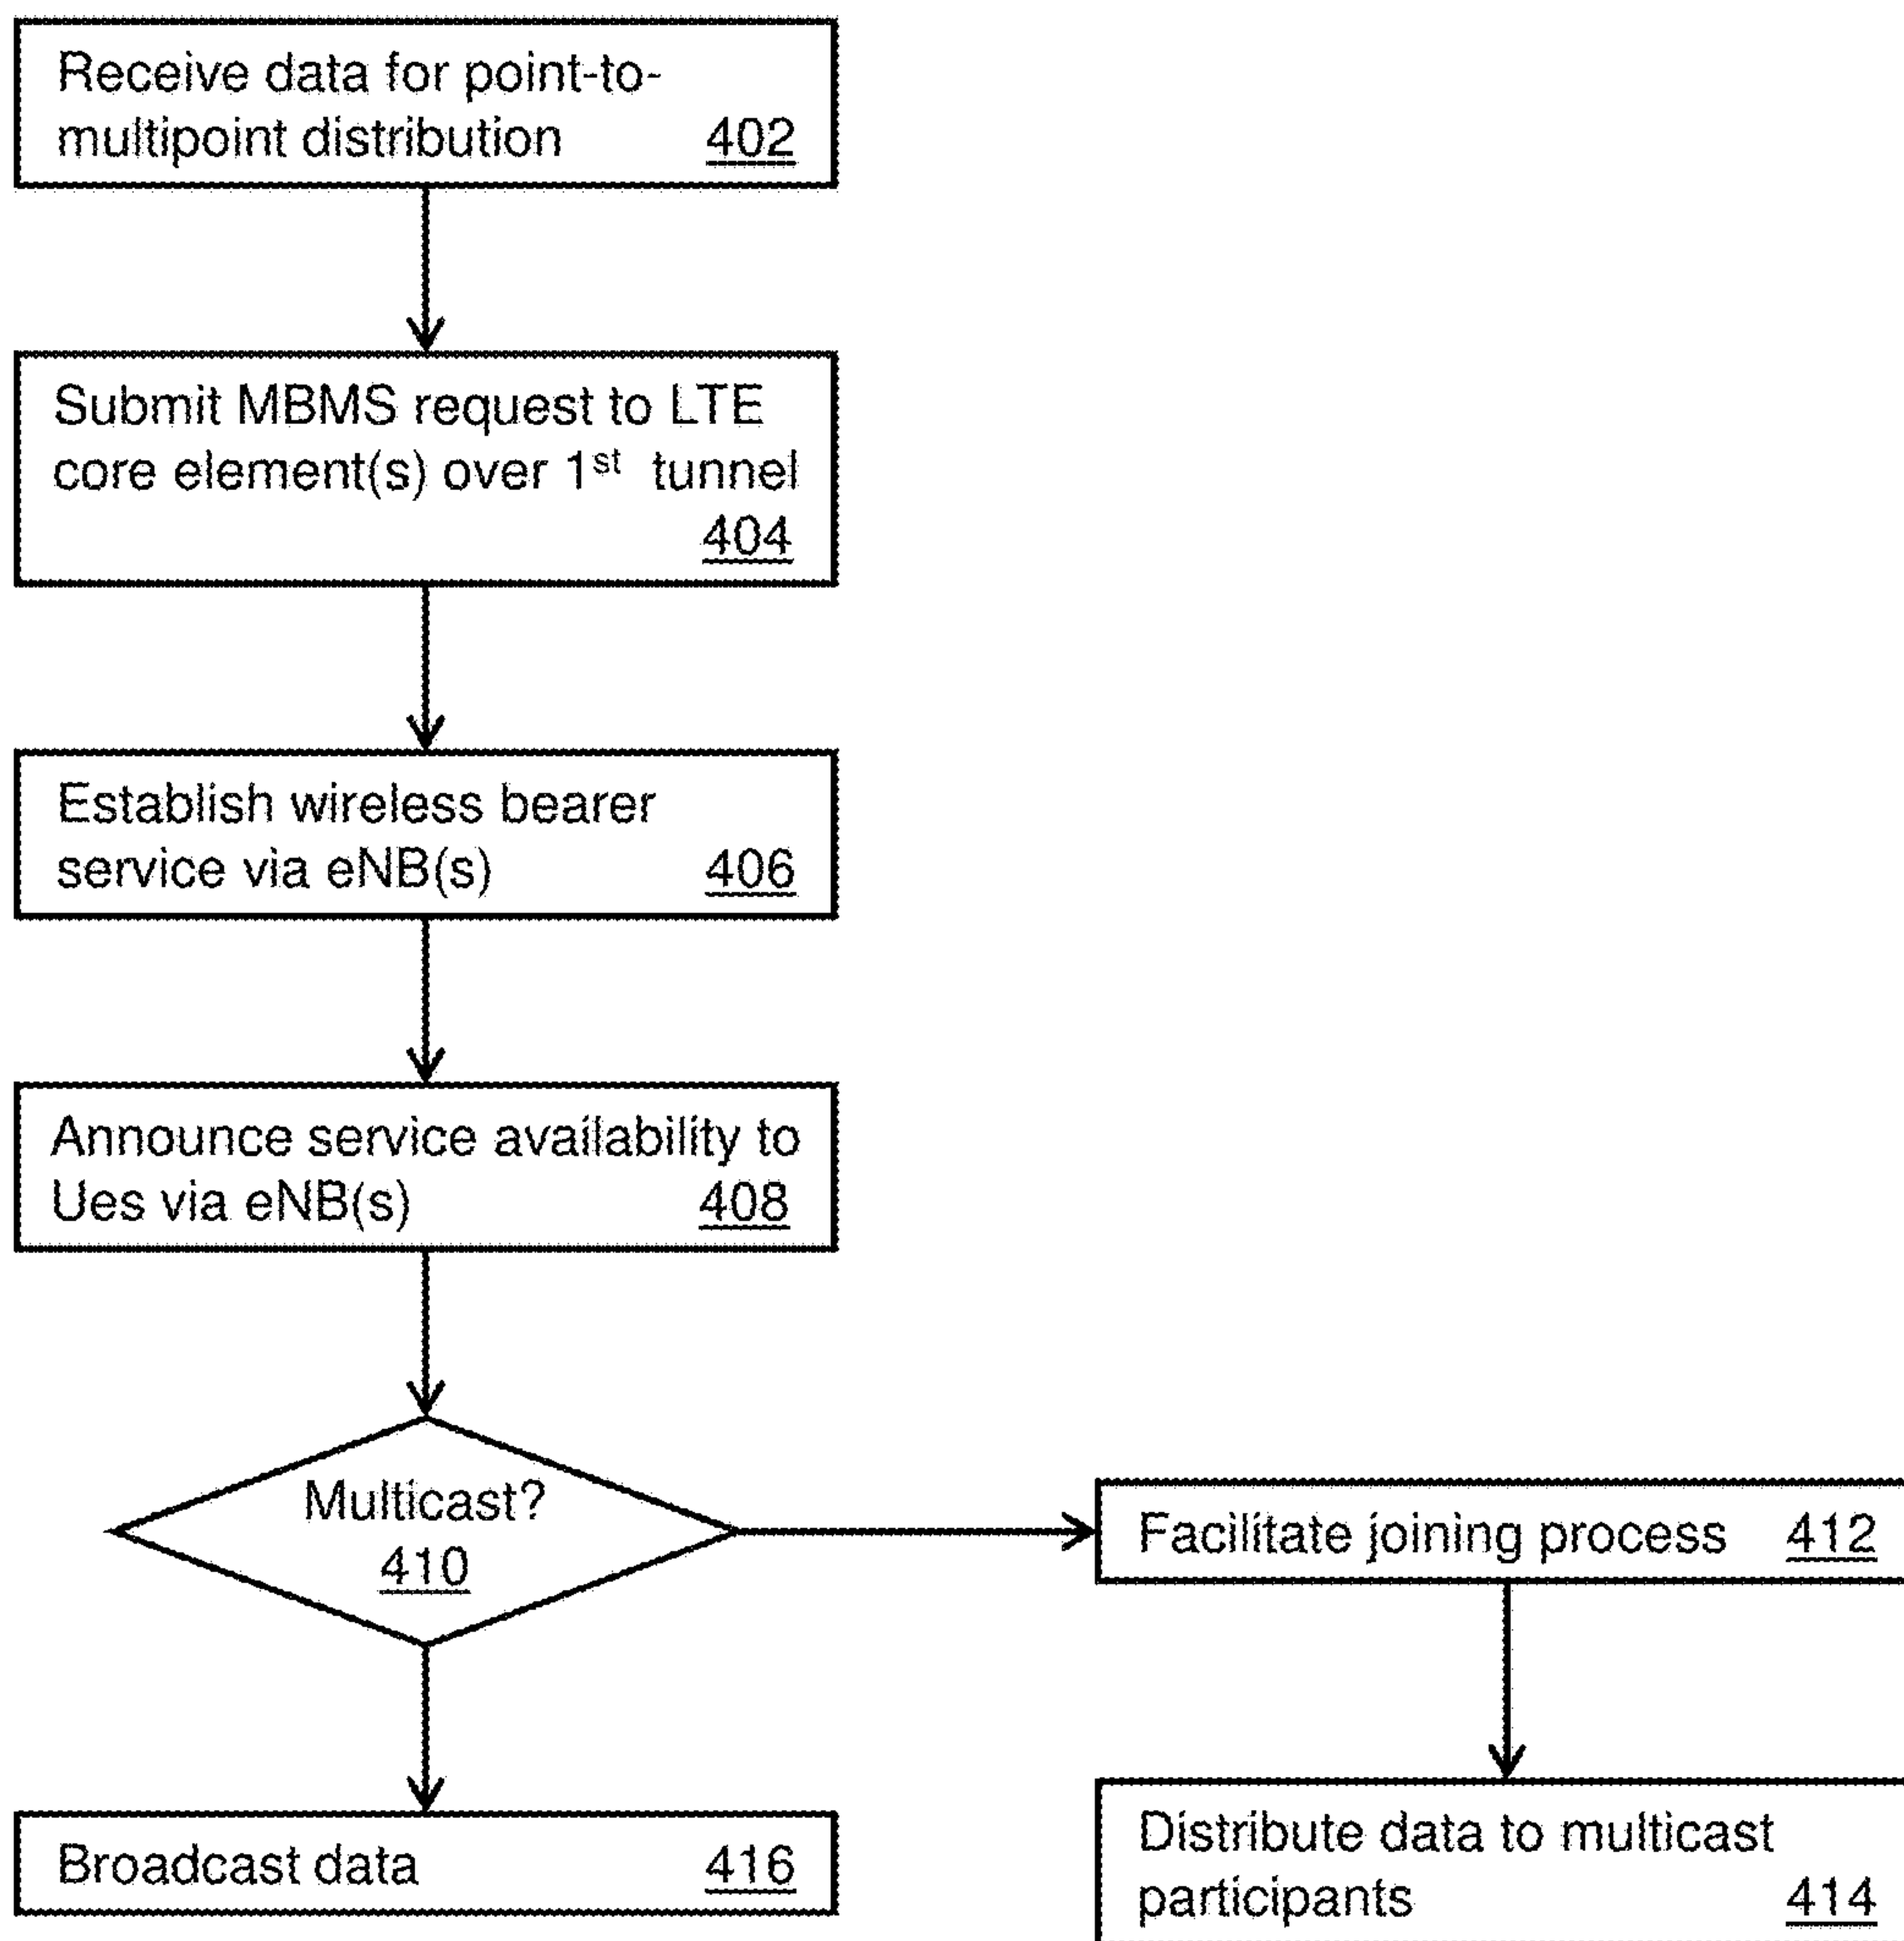 Receive data for point-to-
multipoint distribution 402
Submit MBMS request to LTE
core element(s) over 1st tunnel
404
Establish wireless bearer
service via eNB(s) 406
Announce service availability to
Ues via eNB(s) 408
Multicast?
410
Facilitate joining process 412
Distribute data to multicast
participants 414
Broadcast data 416